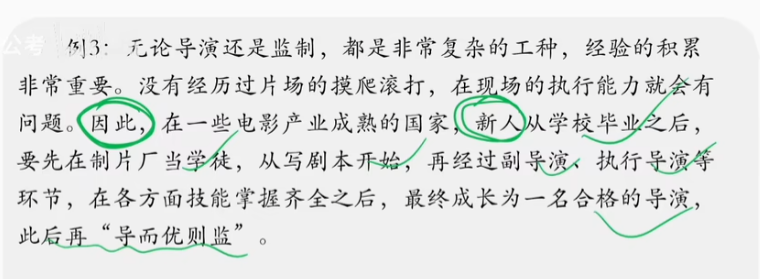 公考
例3：无论导演还是监制，都是非常复杂的工种，经验的积累
非常重要。没有经历过片场的摸爬滚打，在现场的执行能力就会有
问题。因此，在一些电影产业成熟的国家，新人从学校毕业之后，
要先在制片厂当学徒，从写剧本开始，再经过副导演、执行导演等
环节，在各方面技能掌握齐全之后，最终成长为一名合格的导演，
此后再“导而优则监”。